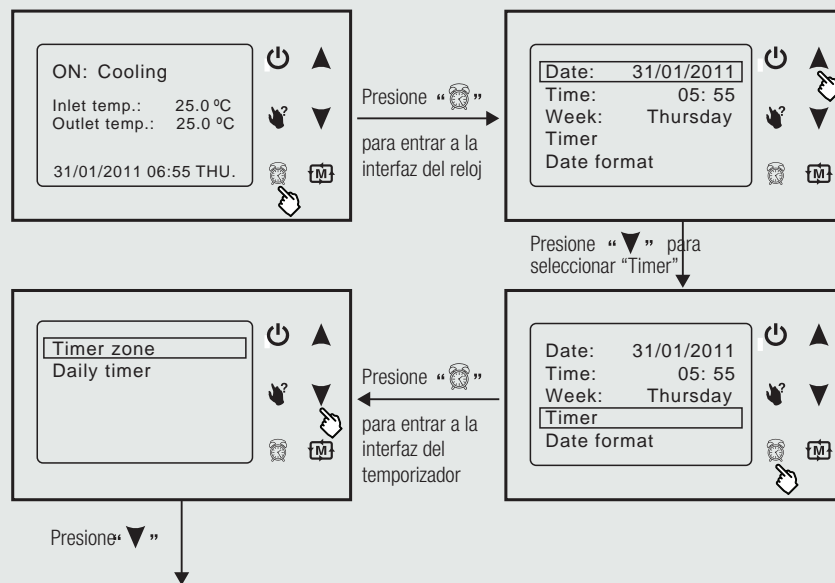 ON: Cooling
Inlet temp.: 25.0 ºC
Outlet temp.: 25.0 ºC
31/01/2011 06:55 THU.
?
M
Presione “ ”
para entrar a la
interfaz del reloj
Date: 31/01/2011
Time: 05: 55
Week: Thursday
Timer
Date format
?
M
Presione “▼” para
seleccionar “Timer”
Date: 31/01/2011
Time: 05: 55
Week: Thursday
Timer
Date format
?
M
Presione “ ”
para entrar a la
interfaz del
temporizador
Timer zone
Daily timer
?
M
Presione“▼”